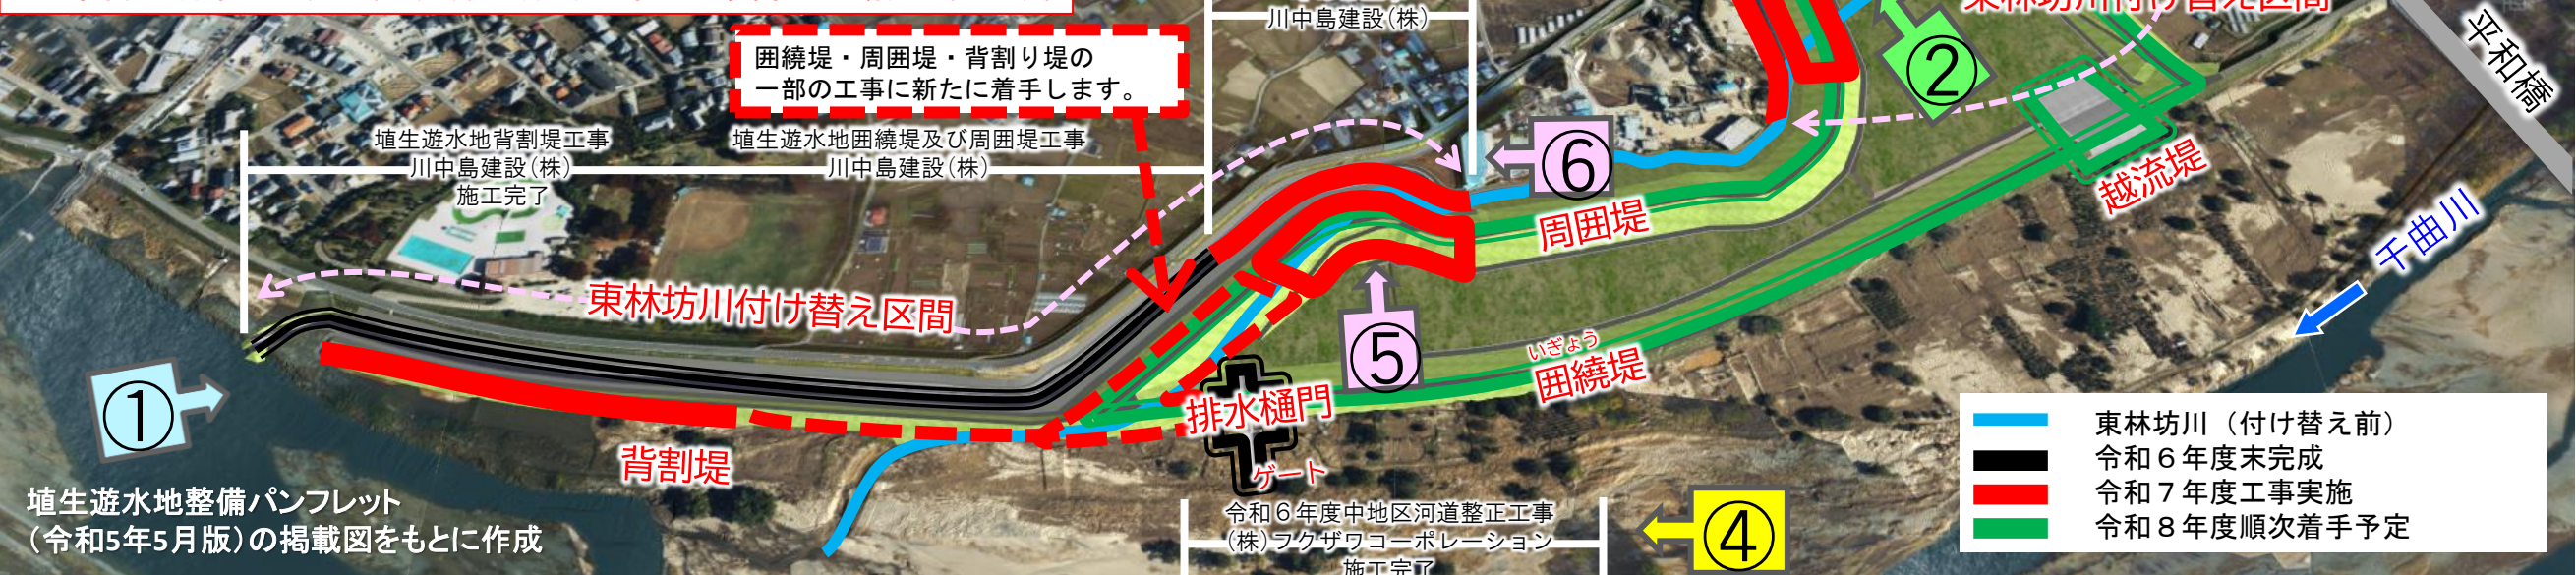 川中島建設(株)
東林坊川付け替え区間
平和橋
囲繞堤・周囲堤・背割り堤の
一部の工事に新たに着手します。
②
埴生遊水地背割堤工事
川中島建設(株)
施工完了
埴生遊水地囲繞堤及び周囲堤工事
川中島建設(株)
⑥
越流堤
周囲堤
千曲川
東林坊川付け替え区間
⑤
いぎょう
囲繞堤
①
排水樋門
背割堤
ゲート
埴生遊水地整備パンフレット
(令和5年5月版)の掲載図をもとに作成
令和6年度中地区河道整正工事
(株)フクザワコーポレーション
施工完了
④
東林坊川(付け替え前)
令和6年度末完成
令和7年度工事実施
令和8年度順次着手予定